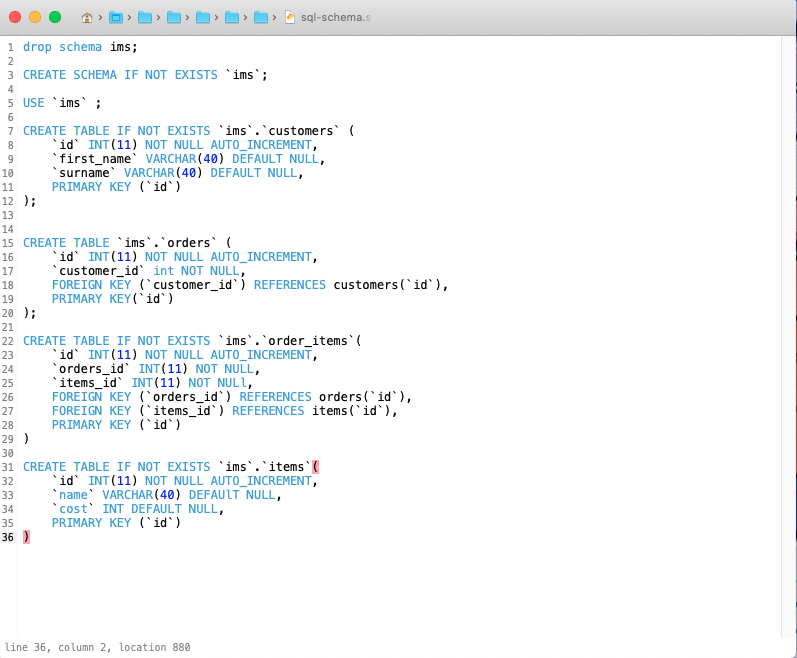 sql-schema.s
1 drop schema ims;
2
3 CREATE SCHEMA IF NOT EXISTS `ims`;
4
5 USE `ims` ;
6
7 CREATE TABLE IF NOT EXISTS `ims`.`customers` (
8     `id` INT(11) NOT NULL AUTO_INCREMENT,
9     `first_name` VARCHAR(40) DEFAULT NULL,
10     `surname` VARCHAR(40) DEFAULT NULL,
11     PRIMARY KEY (`id`)
12 );
13
14
15 CREATE TABLE `ims`.`orders` (
16     `id` INT(11) NOT NULL AUTO_INCREMENT,
17     `customer_id` int NOT NULL,
18     FOREIGN KEY (`customer_id`) REFERENCES customers(`id`),
19     PRIMARY KEY(`id`)
20 );
21
22 CREATE TABLE IF NOT EXISTS `ims`.`order_items`(
23     `id` INT(11) NOT NULL AUTO_INCREMENT,
24     `orders_id` INT(11) NOT NULL,
25     `items_id` INT(11) NOT NULl,
26     FOREIGN KEY (`orders_id`) REFERENCES orders(`id`),
27     FOREIGN KEY (`items_id`) REFERENCES items(`id`),
28     PRIMARY KEY (`id`)
29 )
30
31 CREATE TABLE IF NOT EXISTS `ims`.`items`(
32     `id` INT(11) NOT NULL AUTO_INCREMENT,
33     `name` VARCHAR(40) DEFAUlT NULL,
34     `cost` INT DEFAULT NULL,
35     PRIMARY KEY (`id`)
36 )
line 36, column 2, location 880